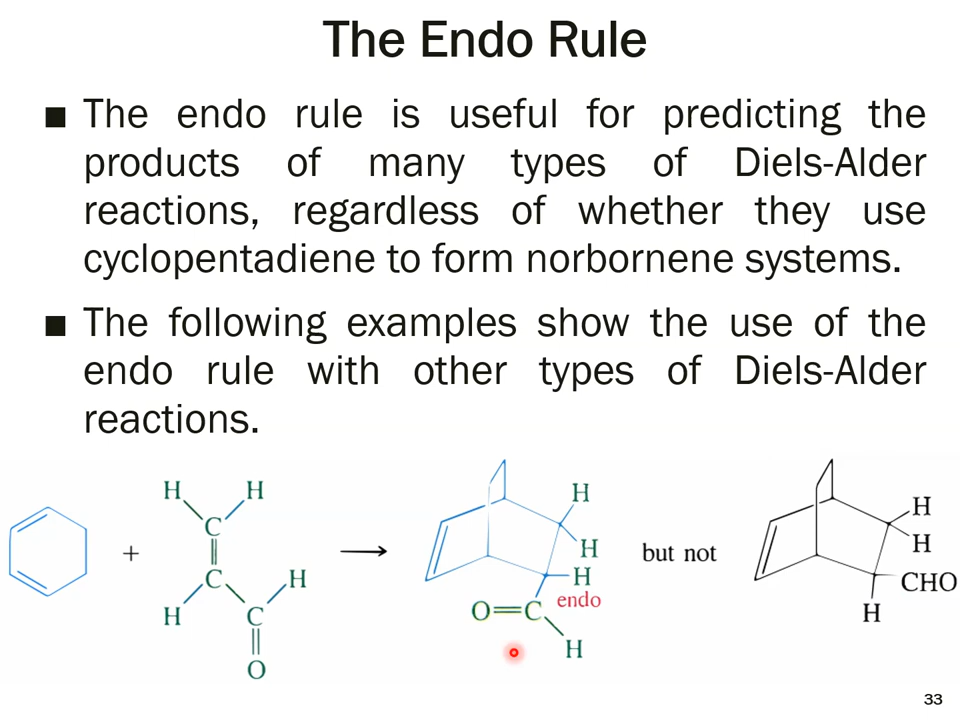 The Endo Rule
■ The endo rule is useful for predicting the
products of many types of Diels-Alder
reactions, regardless of whether they use
cyclopentadiene to form norbornene systems.
■ The following examples show the use of the
endo rule with other types of Diels-Alder
reactions.
H H
C
C H
H C
O
+
H
H
H
endo
O=C
H
but not
H
H
CHO
H
33